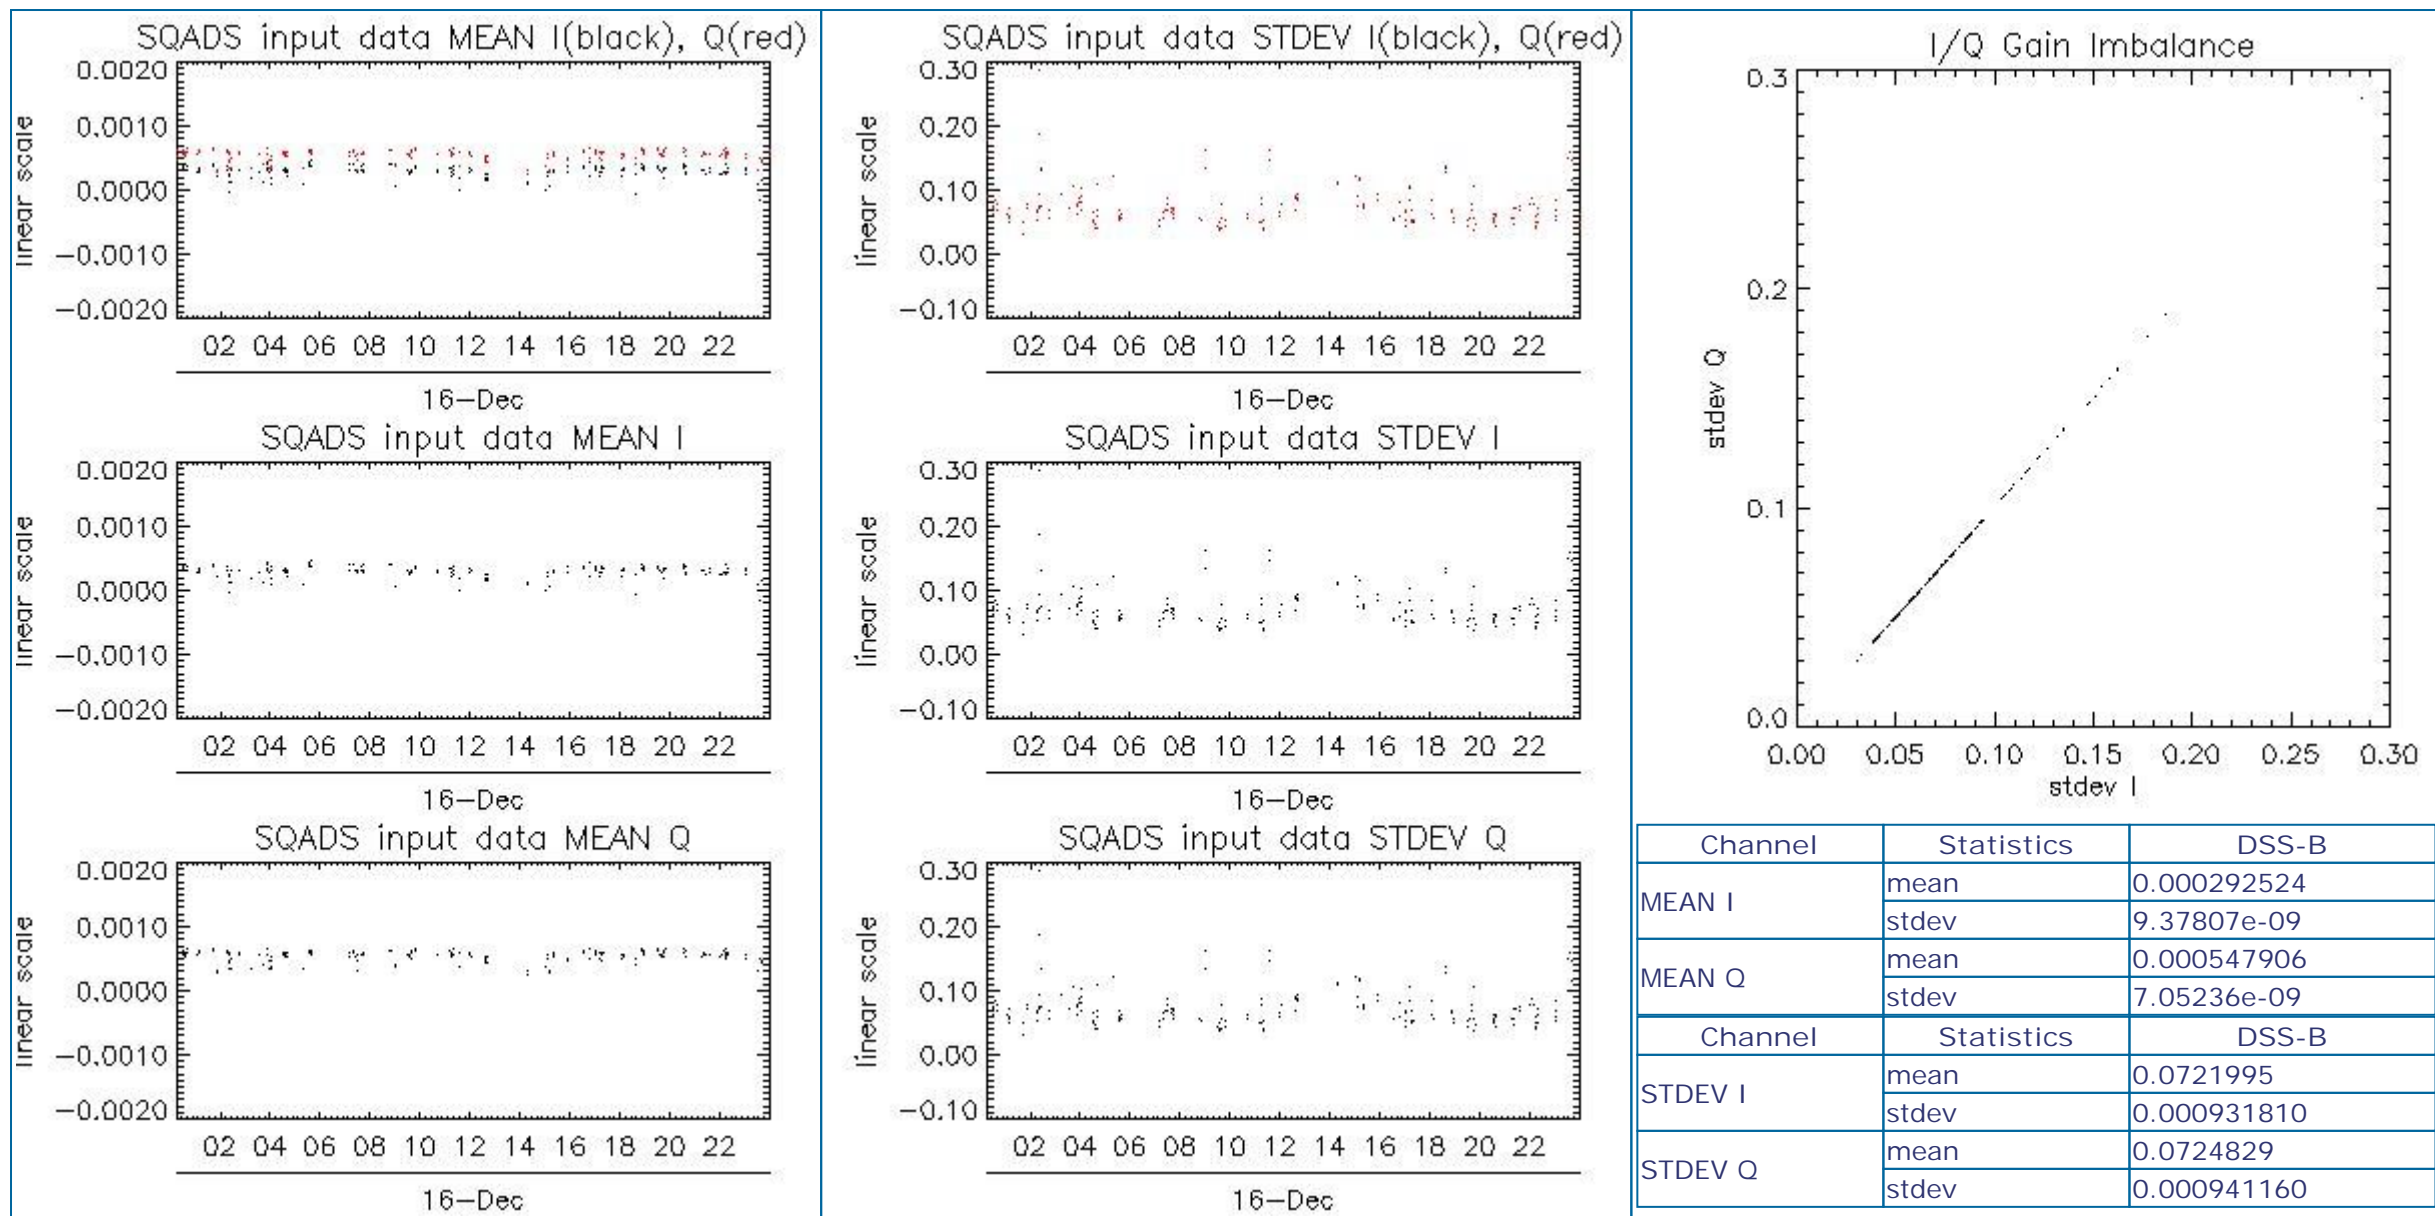 SQADS input data MEAN I(black), Q(red)
0.0020
0.0010
0.0000
−0.0010
−0.0020
linear scale
02 04 06 08 10 12 14 16 18 20 22
16−Dec
SQADS input data MEAN I
0.0020
0.0010
0.0000
−0.0010
−0.0020
linear scale
02 04 06 08 10 12 14 16 18 20 22
16−Dec
SQADS input data MEAN Q
0.0020
0.0010
0.0000
−0.0010
−0.0020
linear scale
02 04 06 08 10 12 14 16 18 20 22
16−Dec
SQADS input data STDEV I(black), Q(red)
0.30
0.20
0.10
0.00
−0.10
linear scale
02 04 06 08 10 12 14 16 18 20 22
16−Dec
SQADS input data STDEV I
0.30
0.20
0.10
0.00
−0.10
linear scale
02 04 06 08 10 12 14 16 18 20 22
16−Dec
SQADS input data STDEV Q
0.30
0.20
0.10
0.00
−0.10
linear scale
02 04 06 08 10 12 14 16 18 20 22
16−Dec
I/Q Gain Imbalance
0.3
0.2
0.1
0.0
stdev Q
0.00 0.05 0.10 0.15 0.20 0.25 0.30
stdev I
Channel Statistics DSS-B
MEAN I mean 0.000292524
stdev 9.37807e-09
MEAN Q mean 0.000547906
stdev 7.05236e-09
Channel Statistics DSS-B
STDEV I mean 0.0721995
stdev 0.000931810
STDEV Q mean 0.0724829
stdev 0.000941160